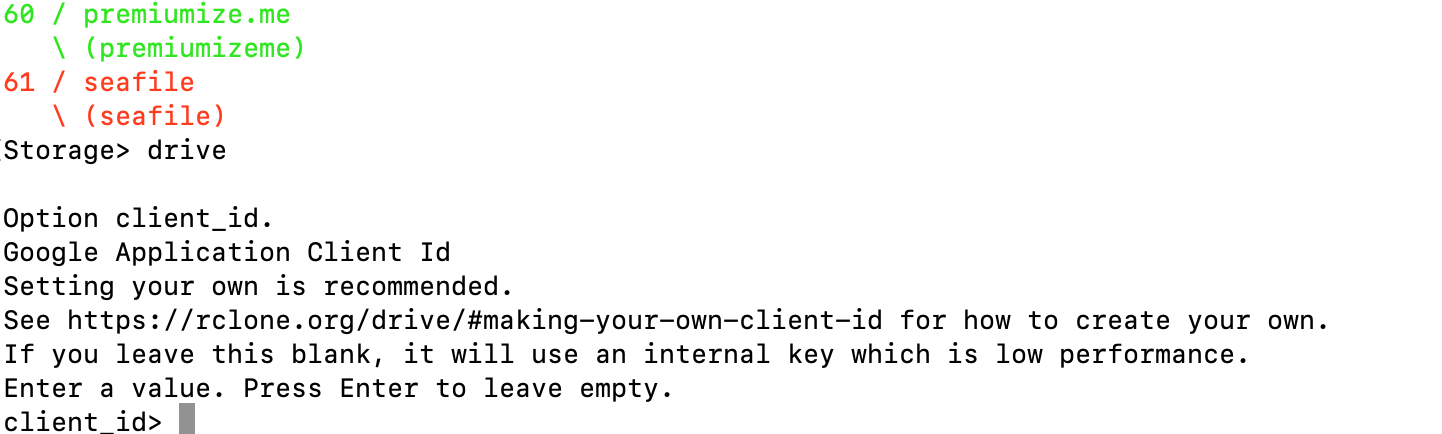 60 / premiumize.me
   \ (premiumizeme)
61 / seafile
   \ (seafile)
Storage> drive

Option client_id.
Google Application Client Id
Setting your own is recommended.
See https://rclone.org/drive/#making-your-own-client-id for how to create your own.
If you leave this blank, it will use an internal key which is low performance.
Enter a value. Press Enter to leave empty.
client_id>